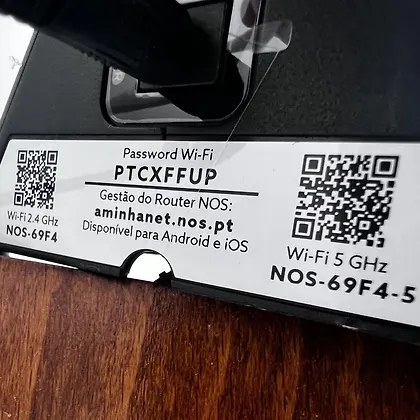 Password Wi-Fi
PTCXFFUP
Gestão do Router NOS:
aminhanet.nos.pt
Disponível para Android e iOS
Wi-Fi 2.4 GHz
NOS-69F4
Wi-Fi 5 GHz
NOS-69F4-5